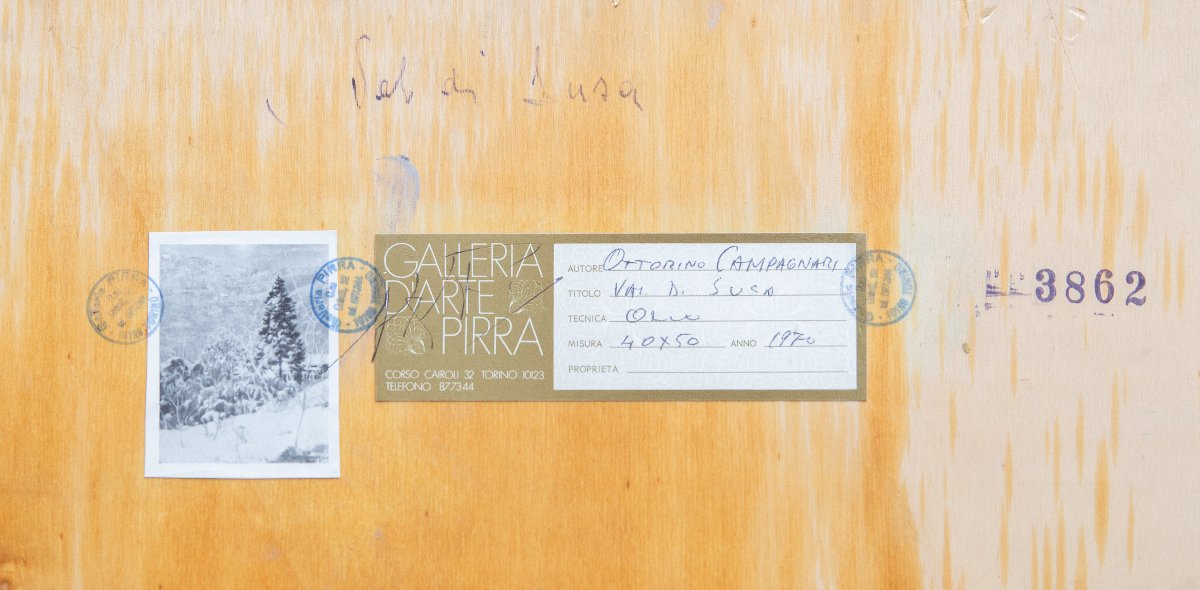 Val di Susa
GALLERIA
D'ARTE
PIRRA
CORSO CAIROLI 32 TORINO 10123
TELEFONO 877344
AUTORE OTTORINO CAMPAGNARI
TITOLO VAL DI SUSA
TECNICA OLIO
MISURA 40X50 ANNO 1970
PROPRIETÀ
3862